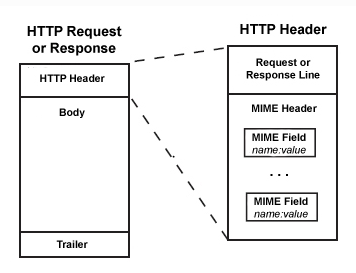 HTTP Request
or Response
HTTP Header
Body
Trailer
HTTP Header
Request or
Response Line
MIME Header
MIME Field
name:value
. . .
MIME Field
name:value